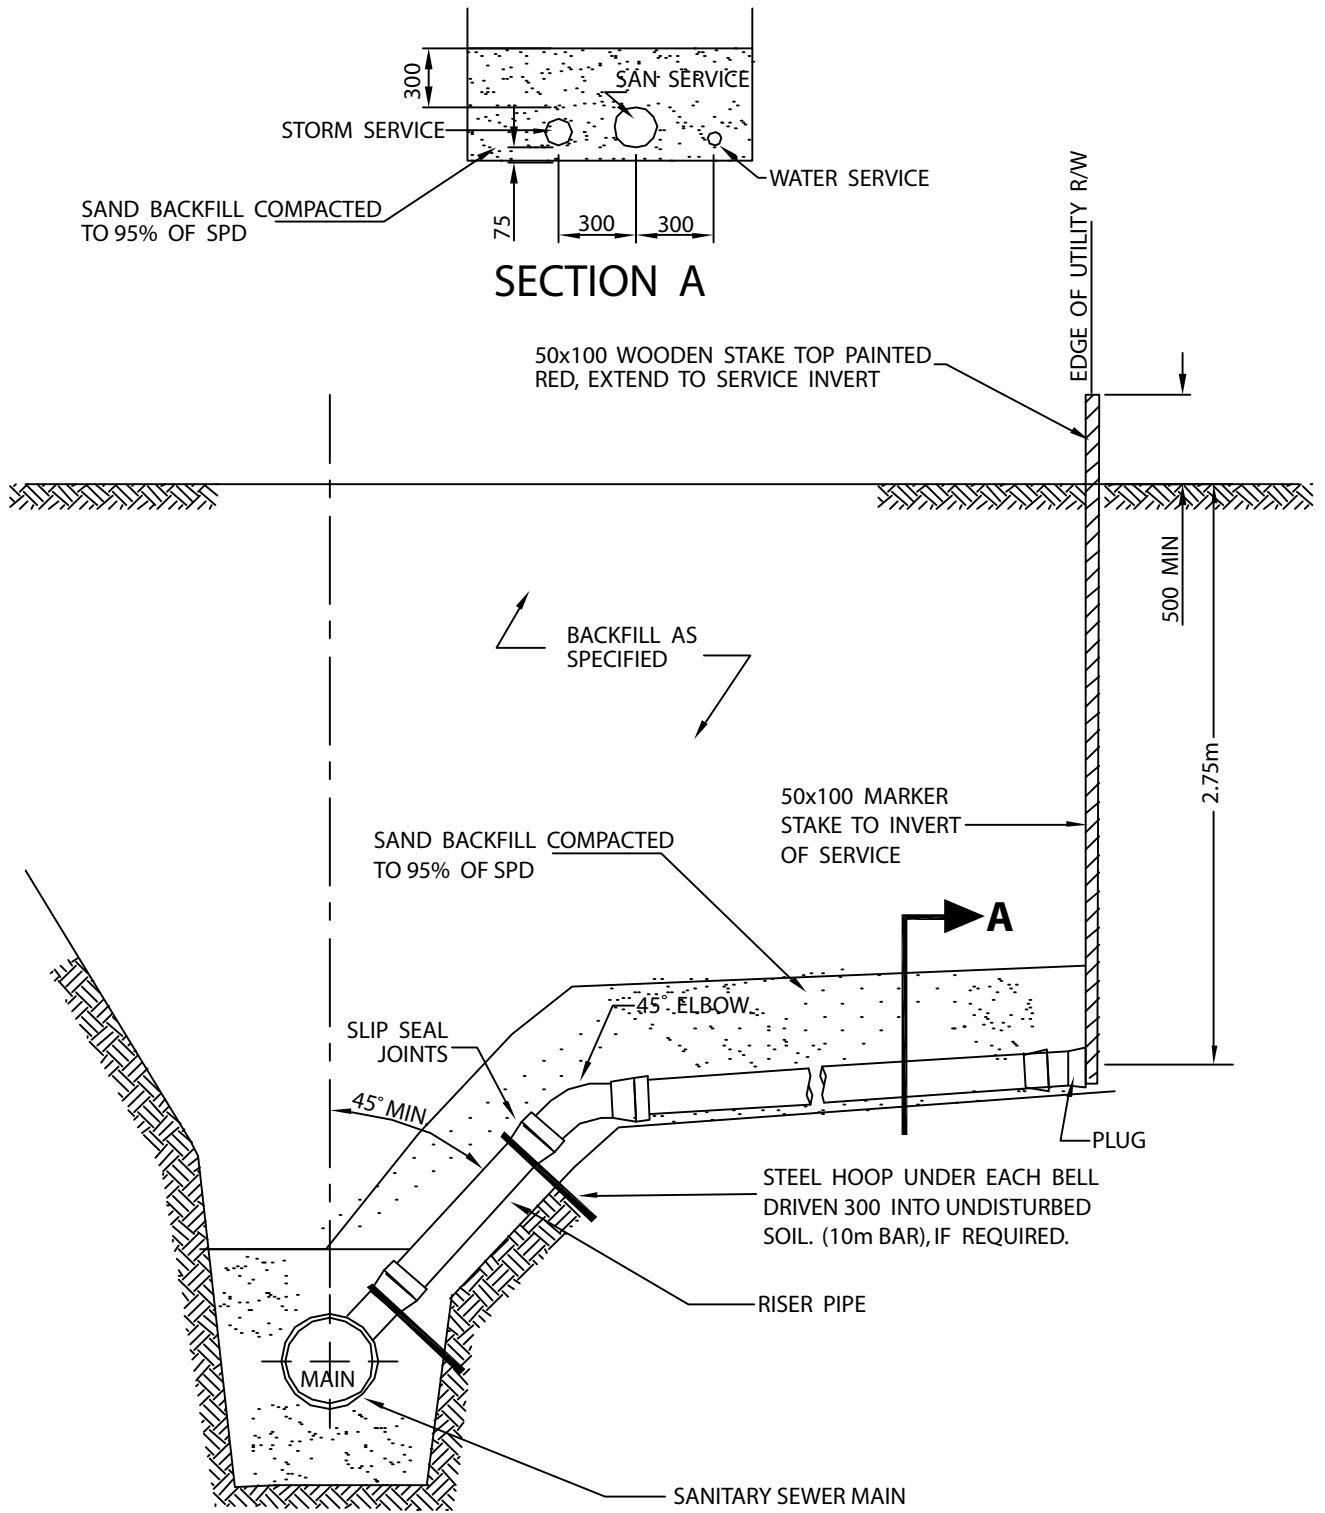 300
SAN SERVICE
STORM SERVICE
WATER SERVICE
SAND BACKFILL COMPACTED
TO 95% OF SPD
75
300
300
SECTION A
EDGE OF UTILITY R/W
50x100 WOODEN STAKE TOP PAINTED
RED, EXTEND TO SERVICE INVERT
500 MIN
BACKFILL AS
SPECIFIED
2.75m
50x100 MARKER
STAKE TO INVERT
OF SERVICE
SAND BACKFILL COMPACTED
TO 95% OF SPD
A
45° ELBOW
SLIP SEAL
JOINTS
45° MIN.
PLUG
STEEL HOOP UNDER EACH BELL
DRIVEN 300 INTO UNDISTURBED
SOIL. (10m BAR), IF REQUIRED.
RISER PIPE
MAIN
SANITARY SEWER MAIN